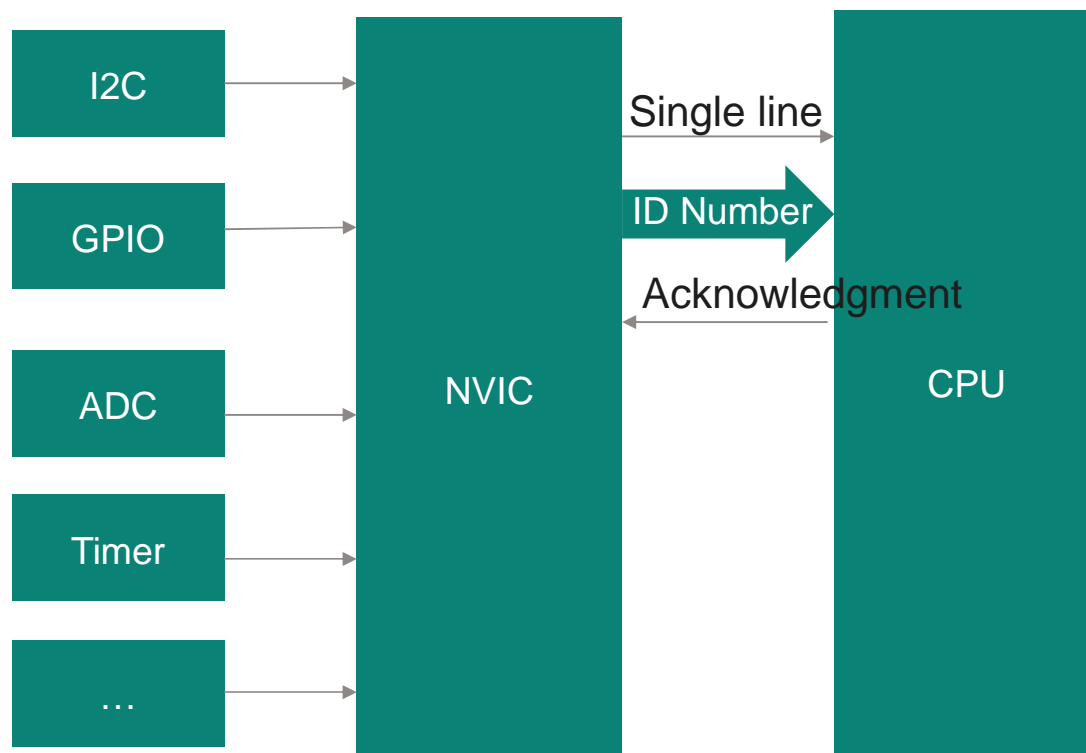 I2C
GPIO
ADC
Timer
…
NVIC
Single line
ID Number
Acknowledgment
CPU